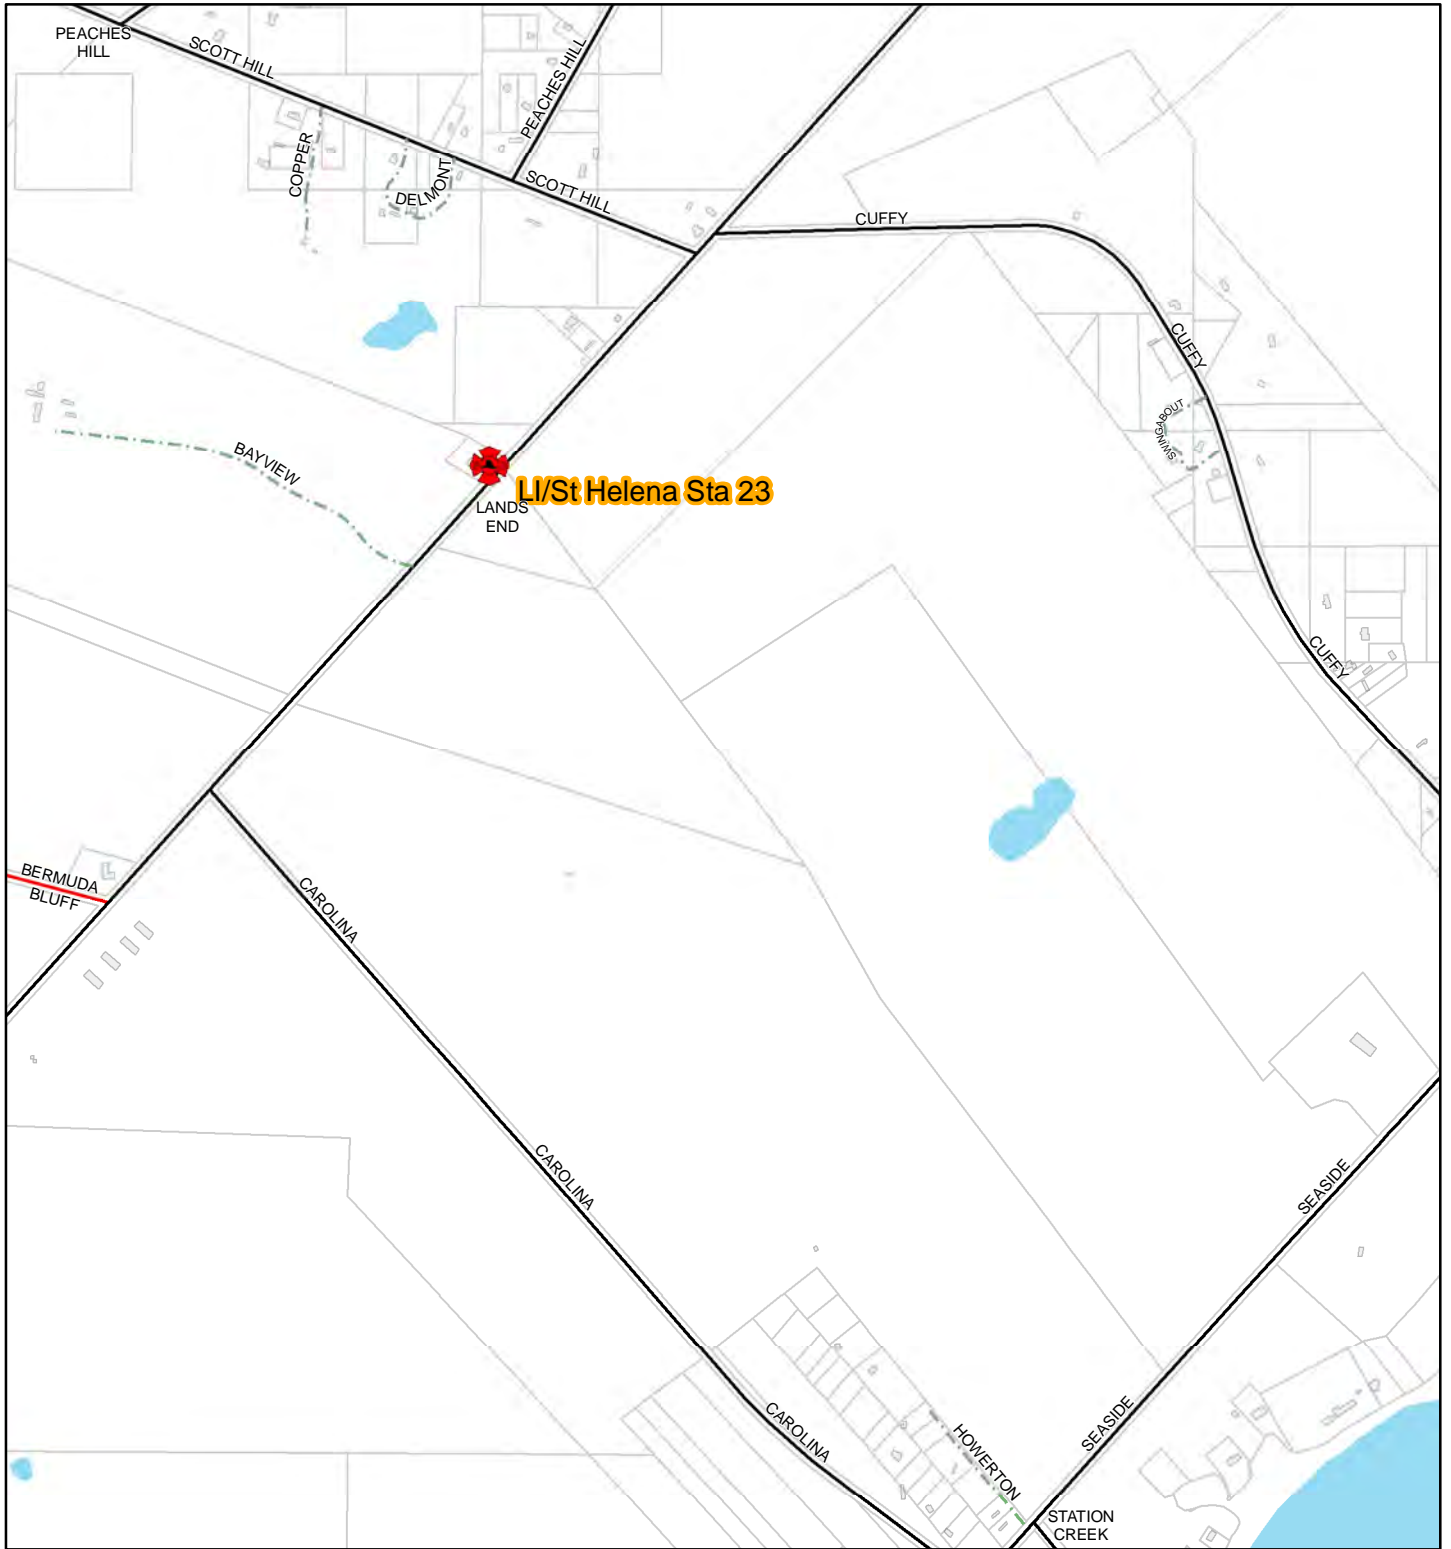 PEACHES
HILL
SCOTT HILL
PEACHES HILL
COPPER
DELMONT
SCOTT HILL
CUFFY
CUFFY
SWINGABOUT
BAYVIEW
LI/St Helena Sta 23
LANDS
END
CUFFY
BERMUDA
BLUFF
CAROLINA
CAROLINA
SEASIDE
CAROLINA
SEASIDE
HOWERTON
STATION
CREEK